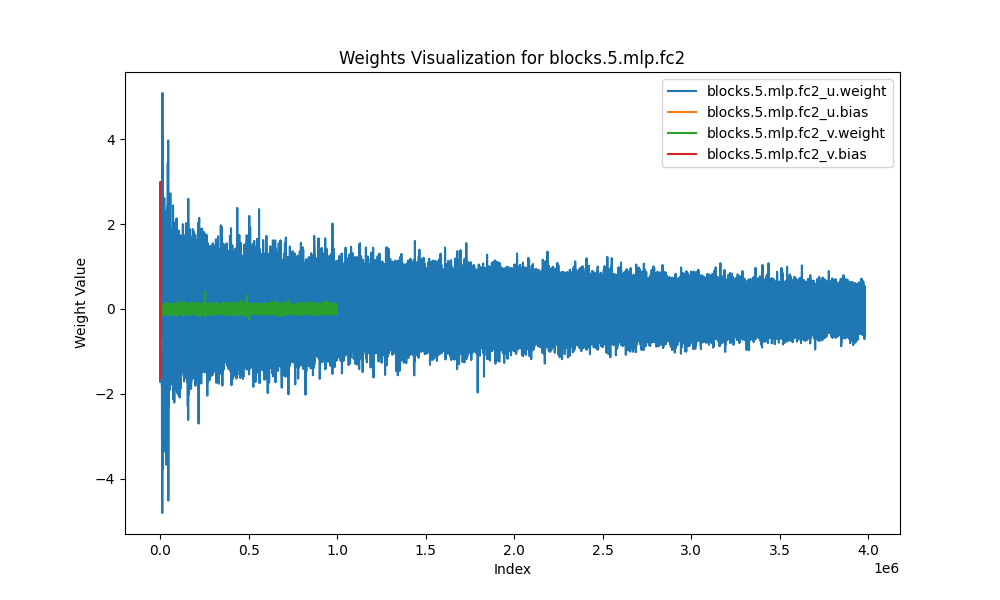 Weights Visualization for blocks.5.mlp.fc2
blocks.5.mlp.fc2_u.weight
blocks.5.mlp.fc2_u.bias
blocks.5.mlp.fc2_v.weight
blocks.5.mlp.fc2_v.bias
Weight Value
4
2
0
−2
−4
0.0 0.5 1.0 1.5 2.0 2.5 3.0 3.5 4.0
1e6
Index